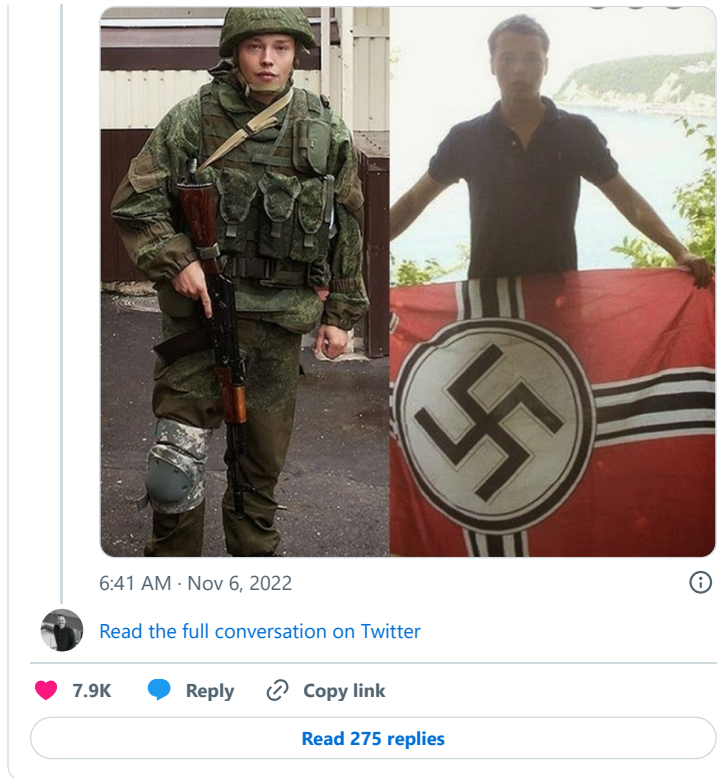 6:41 AM · Nov 6, 2022
Read the full conversation on Twitter
7.9K Reply Copy link
Read 275 replies